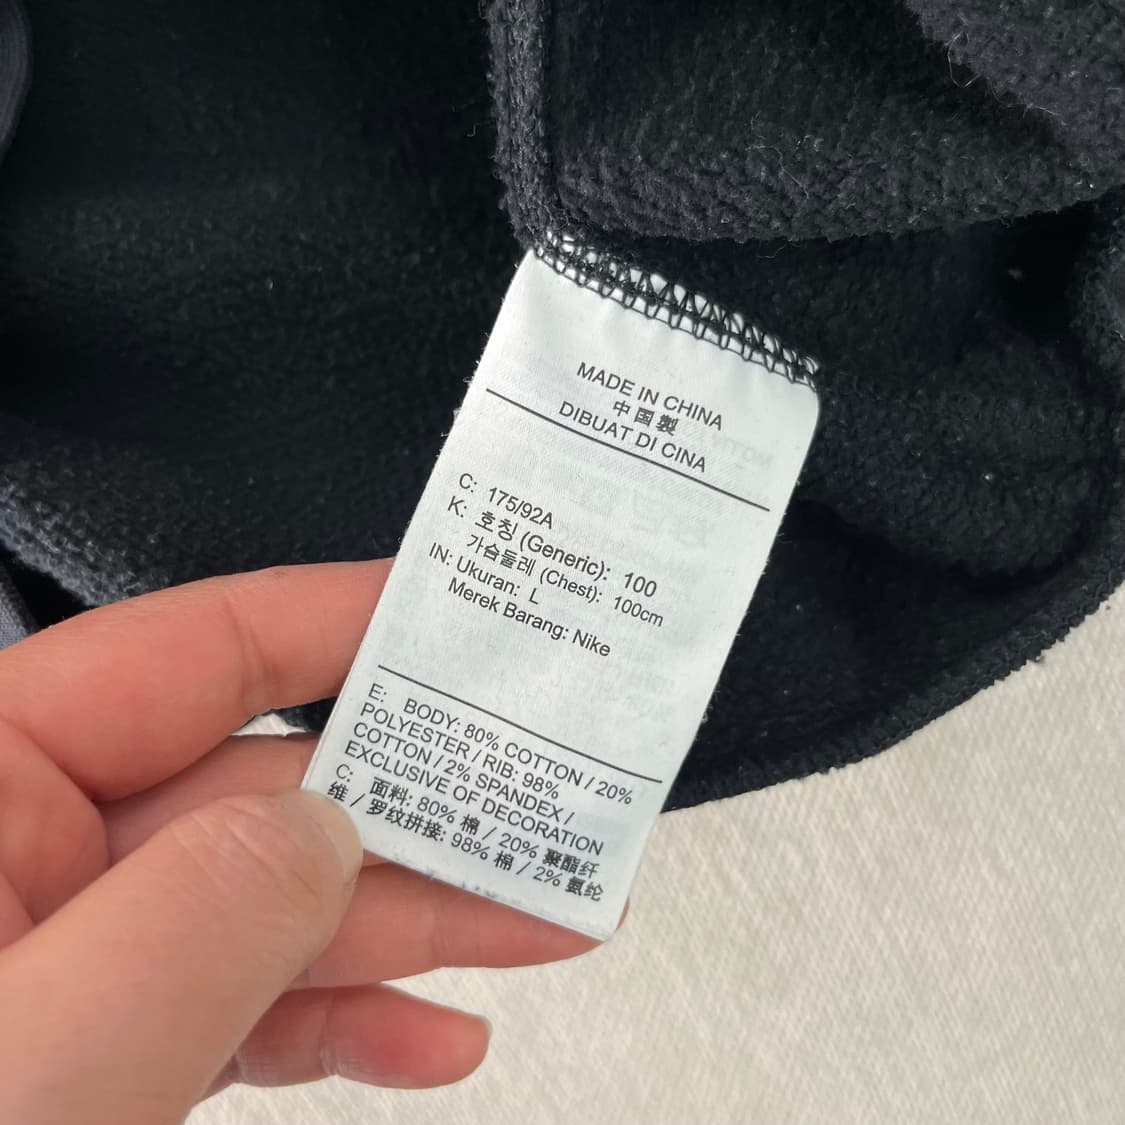 MADE IN CHINA
中国製
DIBUAT DI CINA
C: 175/92A
K: 호칭 (Generic): 100
가슴둘레 (Chest): 100cm
IN: Ukuran: L
Merek Barang: Nike
E: BODY: 80% COTTON / 20%
POLYESTER / RIB: 98%
COTTON / 2% SPANDEX /
EXCLUSIVE OF DECORATION
C: 面料: 80% 棉 / 20% 聚酯纤
维 / 罗纹拼接: 98% 棉 / 2% 氨纶